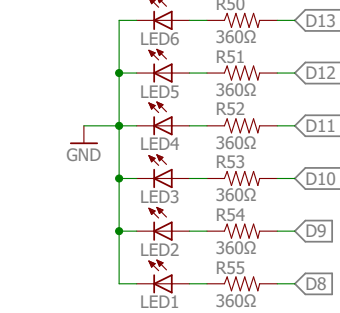 R50
D13
LED6
360Ω
R51
D12
LED5
360Ω
R52
D11
GND
LED4
360Ω
R53
D10
LED3
360Ω
R54
D9
LED2
360Ω
R55
D8
LED1
360Ω